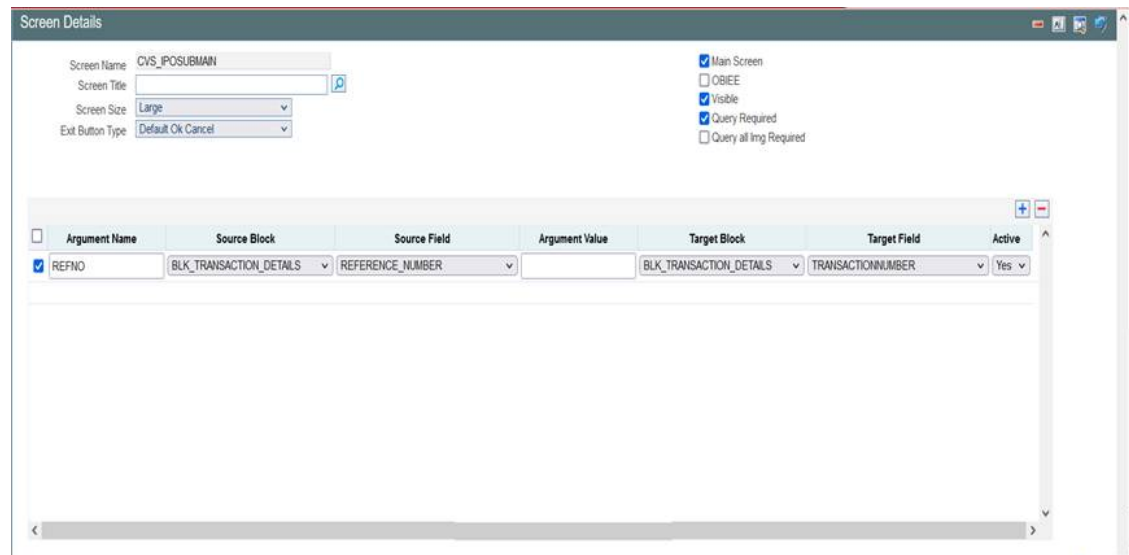 Screen Details
Screen Name CVS_IPOSUBMAIN
Screen Title
Screen Size Large
Exit Button Type Default Ok Cancel
Main Screen
OBIEE
Visible
Query Required
Query all Img Required
Argument Name Source Block Source Field Argument Value Target Block Target Field Active
REFNO BLK_TRANSACTION_DETAILS REFERENCE_NUMBER BLK_TRANSACTION_DETAILS TRANSACTIONNUMBER Yes